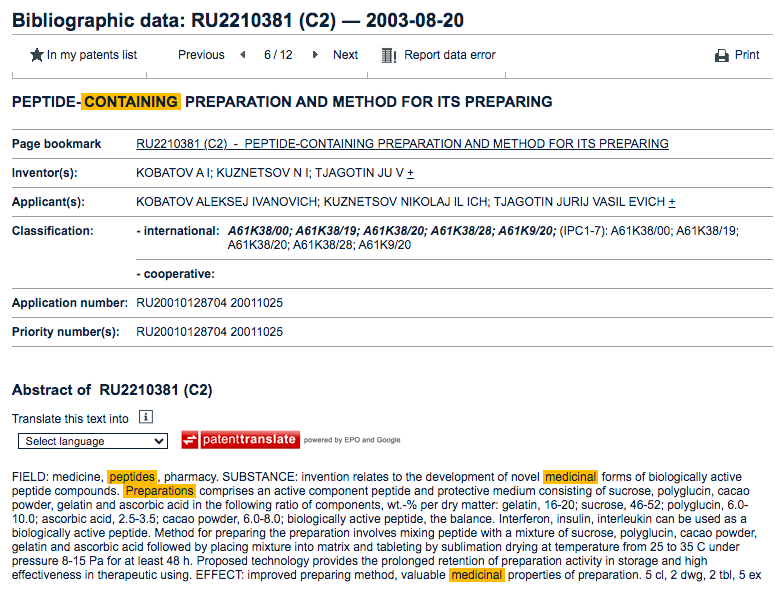 Bibliographic data: RU2210381 (C2) — 2003-08-20
In my patents list Previous 6 / 12 Next Report data error Print
PEPTIDE-CONTAINING PREPARATION AND METHOD FOR ITS PREPARING
Page bookmark RU2210381 (C2) - PEPTIDE-CONTAINING PREPARATION AND METHOD FOR ITS PREPARING
Inventor(s): KOBATOV A I; KUZNETSOV N I; TJAGOTIN JU V +
Applicant(s): KOBATOV ALEKSEJ IVANOVICH; KUZNETSOV NIKOLAJ IL ICH; TJAGOTIN JURIJ VASIL EVICH +
Classification: - international: A61K38/00; A61K38/19; A61K38/20; A61K38/28; A61K9/20; (IPC1-7): A61K38/00; A61K38/19;
A61K38/20; A61K38/28; A61K9/20
- cooperative:
Application number: RU20010128704 20011025
Priority number(s): RU20010128704 20011025
Abstract of RU2210381 (C2)
Translate this text into i
Select language patenttranslate powered by EPO and Google
FIELD: medicine, peptides, pharmacy. SUBSTANCE: invention relates to the development of novel medicinal forms of biologically active
peptide compounds. Preparations comprises an active component peptide and protective medium consisting of sucrose, polyglucin, cacao
powder, gelatin and ascorbic acid in the following ratio of components, wt.-% per dry matter: gelatin, 16-20; sucrose, 46-52; polyglucin, 6.0-
10.0; ascorbic acid, 2.5-3.5; cacao powder, 6.0-8.0; biologically active peptide, the balance. Interferon, insulin, interleukin can be used as a
biologically active peptide. Method for preparing the preparation involves mixing peptide with a mixture of sucrose, polyglucin, cacao powder,
gelatin and ascorbic acid followed by placing mixture into matrix and tableting by sublimation drying at temperature from 25 to 35 C under
pressure 8-15 Pa for at least 48 h. Proposed technology provides the prolonged retention of preparation activity in storage and high
effectiveness in therapeutic using. EFFECT: improved preparing method, valuable medicinal properties of preparation. 5 cl, 2 dwg, 2 tbl, 5 ex